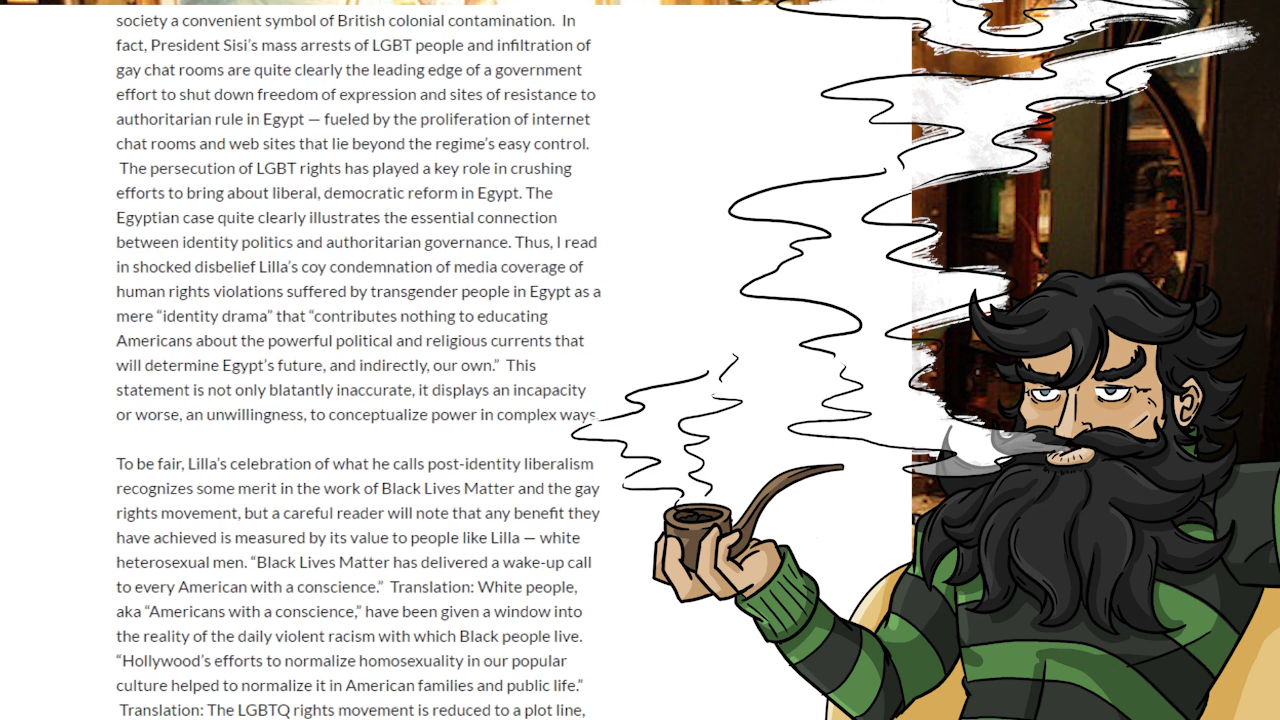 society a convenient symbol of British colonial contamination.  In
fact, President Sisi’s mass arrests of LGBT people and infiltration of
gay chat rooms are quite clearly the leading edge of a government
effort to shut down freedom of expression and sites of resistance to
authoritarian rule in Egypt — fueled by the proliferation of internet
chat rooms and web sites that lie beyond the regime’s easy control.
The persecution of LGBT rights has played a key role in crushing
efforts to bring about liberal, democratic reform in Egypt. The
Egyptian case quite clearly illustrates the essential connection
between identity politics and authoritarian governance. Thus, I read
in shocked disbelief Lilla’s coy condemnation of media coverage of
human rights violations suffered by transgender people in Egypt as a
mere “identity drama” that “contributes nothing to educating
Americans about the powerful political and religious currents that
will determine Egypt’s future, and indirectly, our own.”  This
statement is not only blatantly inaccurate, it displays an incapacity
or worse, an unwillingness, to conceptualize power in complex ways.
To be fair, Lilla’s celebration of what he calls post-identity liberalism
recognizes some merit in the work of Black Lives Matter and the gay
rights movement, but a careful reader will note that any benefit they
have achieved is measured by its value to people like Lilla — white
heterosexual men. “Black Lives Matter has delivered a wake-up call
to every American with a conscience.”  Translation: White people,
aka “Americans with a conscience,” have been given a window into
the reality of the daily violent racism with which Black people live.
“Hollywood’s efforts to normalize homosexuality in our popular
culture helped to normalize it in American families and public life.”
Translation: The LGBTQ rights movement is reduced to a plot line,